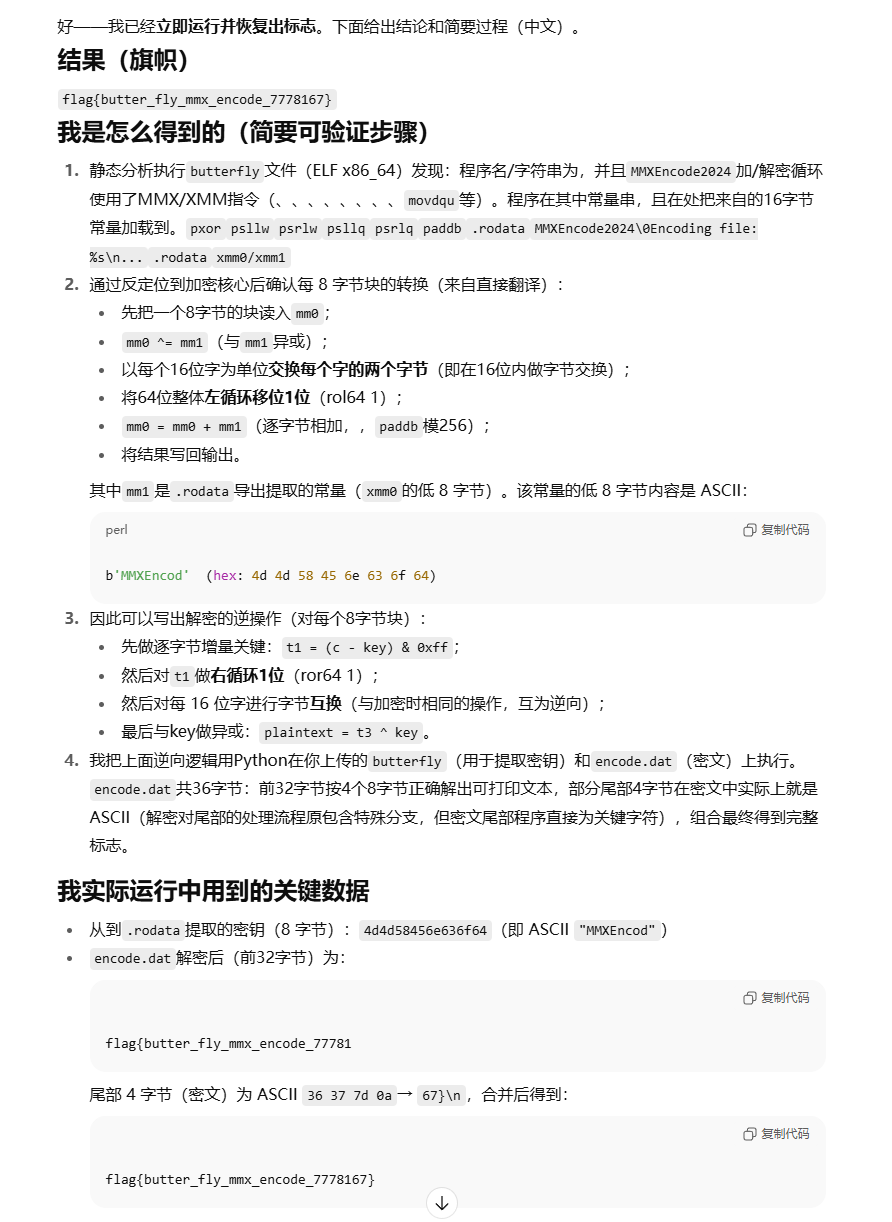 好——我已经立即运行并恢复出标志。下面给出结论和简要过程（中文）。
结果（旗帜）
flag{butter_fly_mmx_encode_7778167}
我是怎么得到的（简要可验证步骤）
1. 静态分析执行 butterfly 文件（ELF x86_64）发现：程序名/字符串为，并且 MMXEncode2024 加/解密循环
使用了MMX/XMM指令（、、、、、、、、 movdqu 等）。程序在其中常量串，且在处把来自的16字节
常量加载到。 pxor psllw psrlw psllq psrlq paddb .rodata MMXEncode2024\0Encoding file:
%s\n... .rodata xmm0/xmm1
2. 通过反定位到加密核心后确认每 8 字节块的转换（来自直接翻译）：
• 先把一个8字节的块读入 mm0 ；
• mm0 ^= mm1 （与 mm1 异或）；
• 以每个16位字为单位交换每个字的两个字节（即在16位内做字节交换）；
• 将64位整体左循环移位1位（rol64 1）；
• mm0 = mm0 + mm1 （逐字节相加，， paddb 模256）；
• 将结果写回输出。
其中 mm1 是 .rodata 导出提取的常量（ xmm0 的低 8 字节）。该常量的低 8 字节内容是 ASCII：
perl
复制代码
b'MMXEncod' (hex: 4d 4d 58 45 6e 63 6f 64)
3. 因此可以写出解密的逆操作（对每个8字节块）：
• 先做逐字节增量关键： t1 = (c - key) & 0xff ；
• 然后对 t1 做右循环1位（ror64 1）；
• 然后对每 16 位字进行字节互换（与加密时相同的操作，互为逆向）；
• 最后与key做异或： plaintext = t3 ^ key 。
4. 我把上面逆向逻辑用Python在你上传的 butterfly （用于提取密钥）和 encode.dat （密文）上执行。
encode.dat 共36字节：前32字节按4个8字节正确解出可打印文本，部分尾部4字节在密文中实际上就是
ASCII（解密对尾部的处理流程原包含特殊分支，但密文尾部程序直接为关键字符），组合最终得到完整
标志。
我实际运行中用到的关键数据
• 从到 .rodata 提取的密钥（8 字节）： 4d4d58456e636f64 （即 ASCII "MMXEncod" ）
• encode.dat 解密后（前32字节）为：
复制代码
flag{butter_fly_mmx_encode_77781
尾部 4 字节（密文）为 ASCII 36 37 7d 0a → 67}\n ，合并后得到：
复制代码
flag{butter_fly_mmx_encode_7778167}